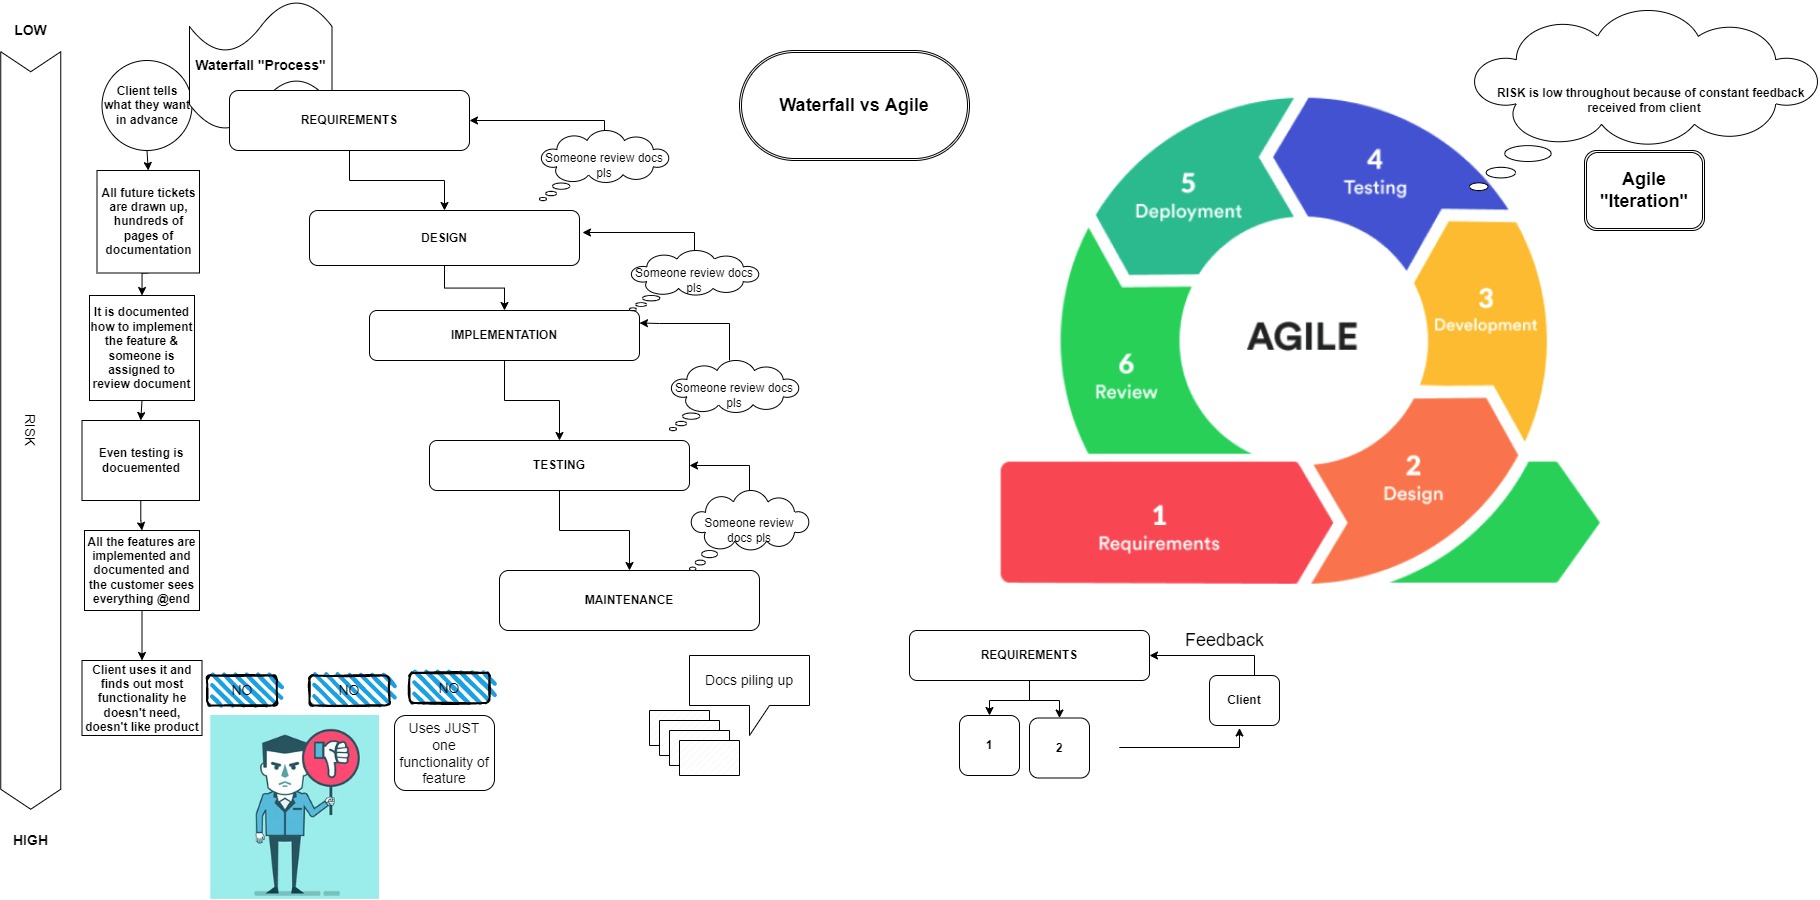 LOW
RISK
HIGH
Waterfall "Process"
Client tells
what they want
in advance
All future tickets
are drawn up,
hundreds of
pages of
documentation
It is documented
how to implement
the feature &
someone is
assigned to
review document
Even testing is
docuemented
All the features are
implemented and
documented and
the customer sees
everything @end
Client uses it and
finds out most
functionality he
doesn't need,
doesn't like product
NO
NO
NO
Uses JUST
one
functionality of
feature
REQUIREMENTS
Someone review docs
pls
DESIGN
Someone review docs
pls
IMPLEMENTATION
Someone review docs
pls
TESTING
Someone review
docs pls
MAINTENANCE
Docs piling up
Waterfall vs Agile
RISK is low throughout because of constant feedback
received from client
Agile
"Iteration"
AGILE
1
Requirements
2
Design
3
Development
4
Testing
5
Deployment
6
Review
REQUIREMENTS
Feedback
Client
1
2